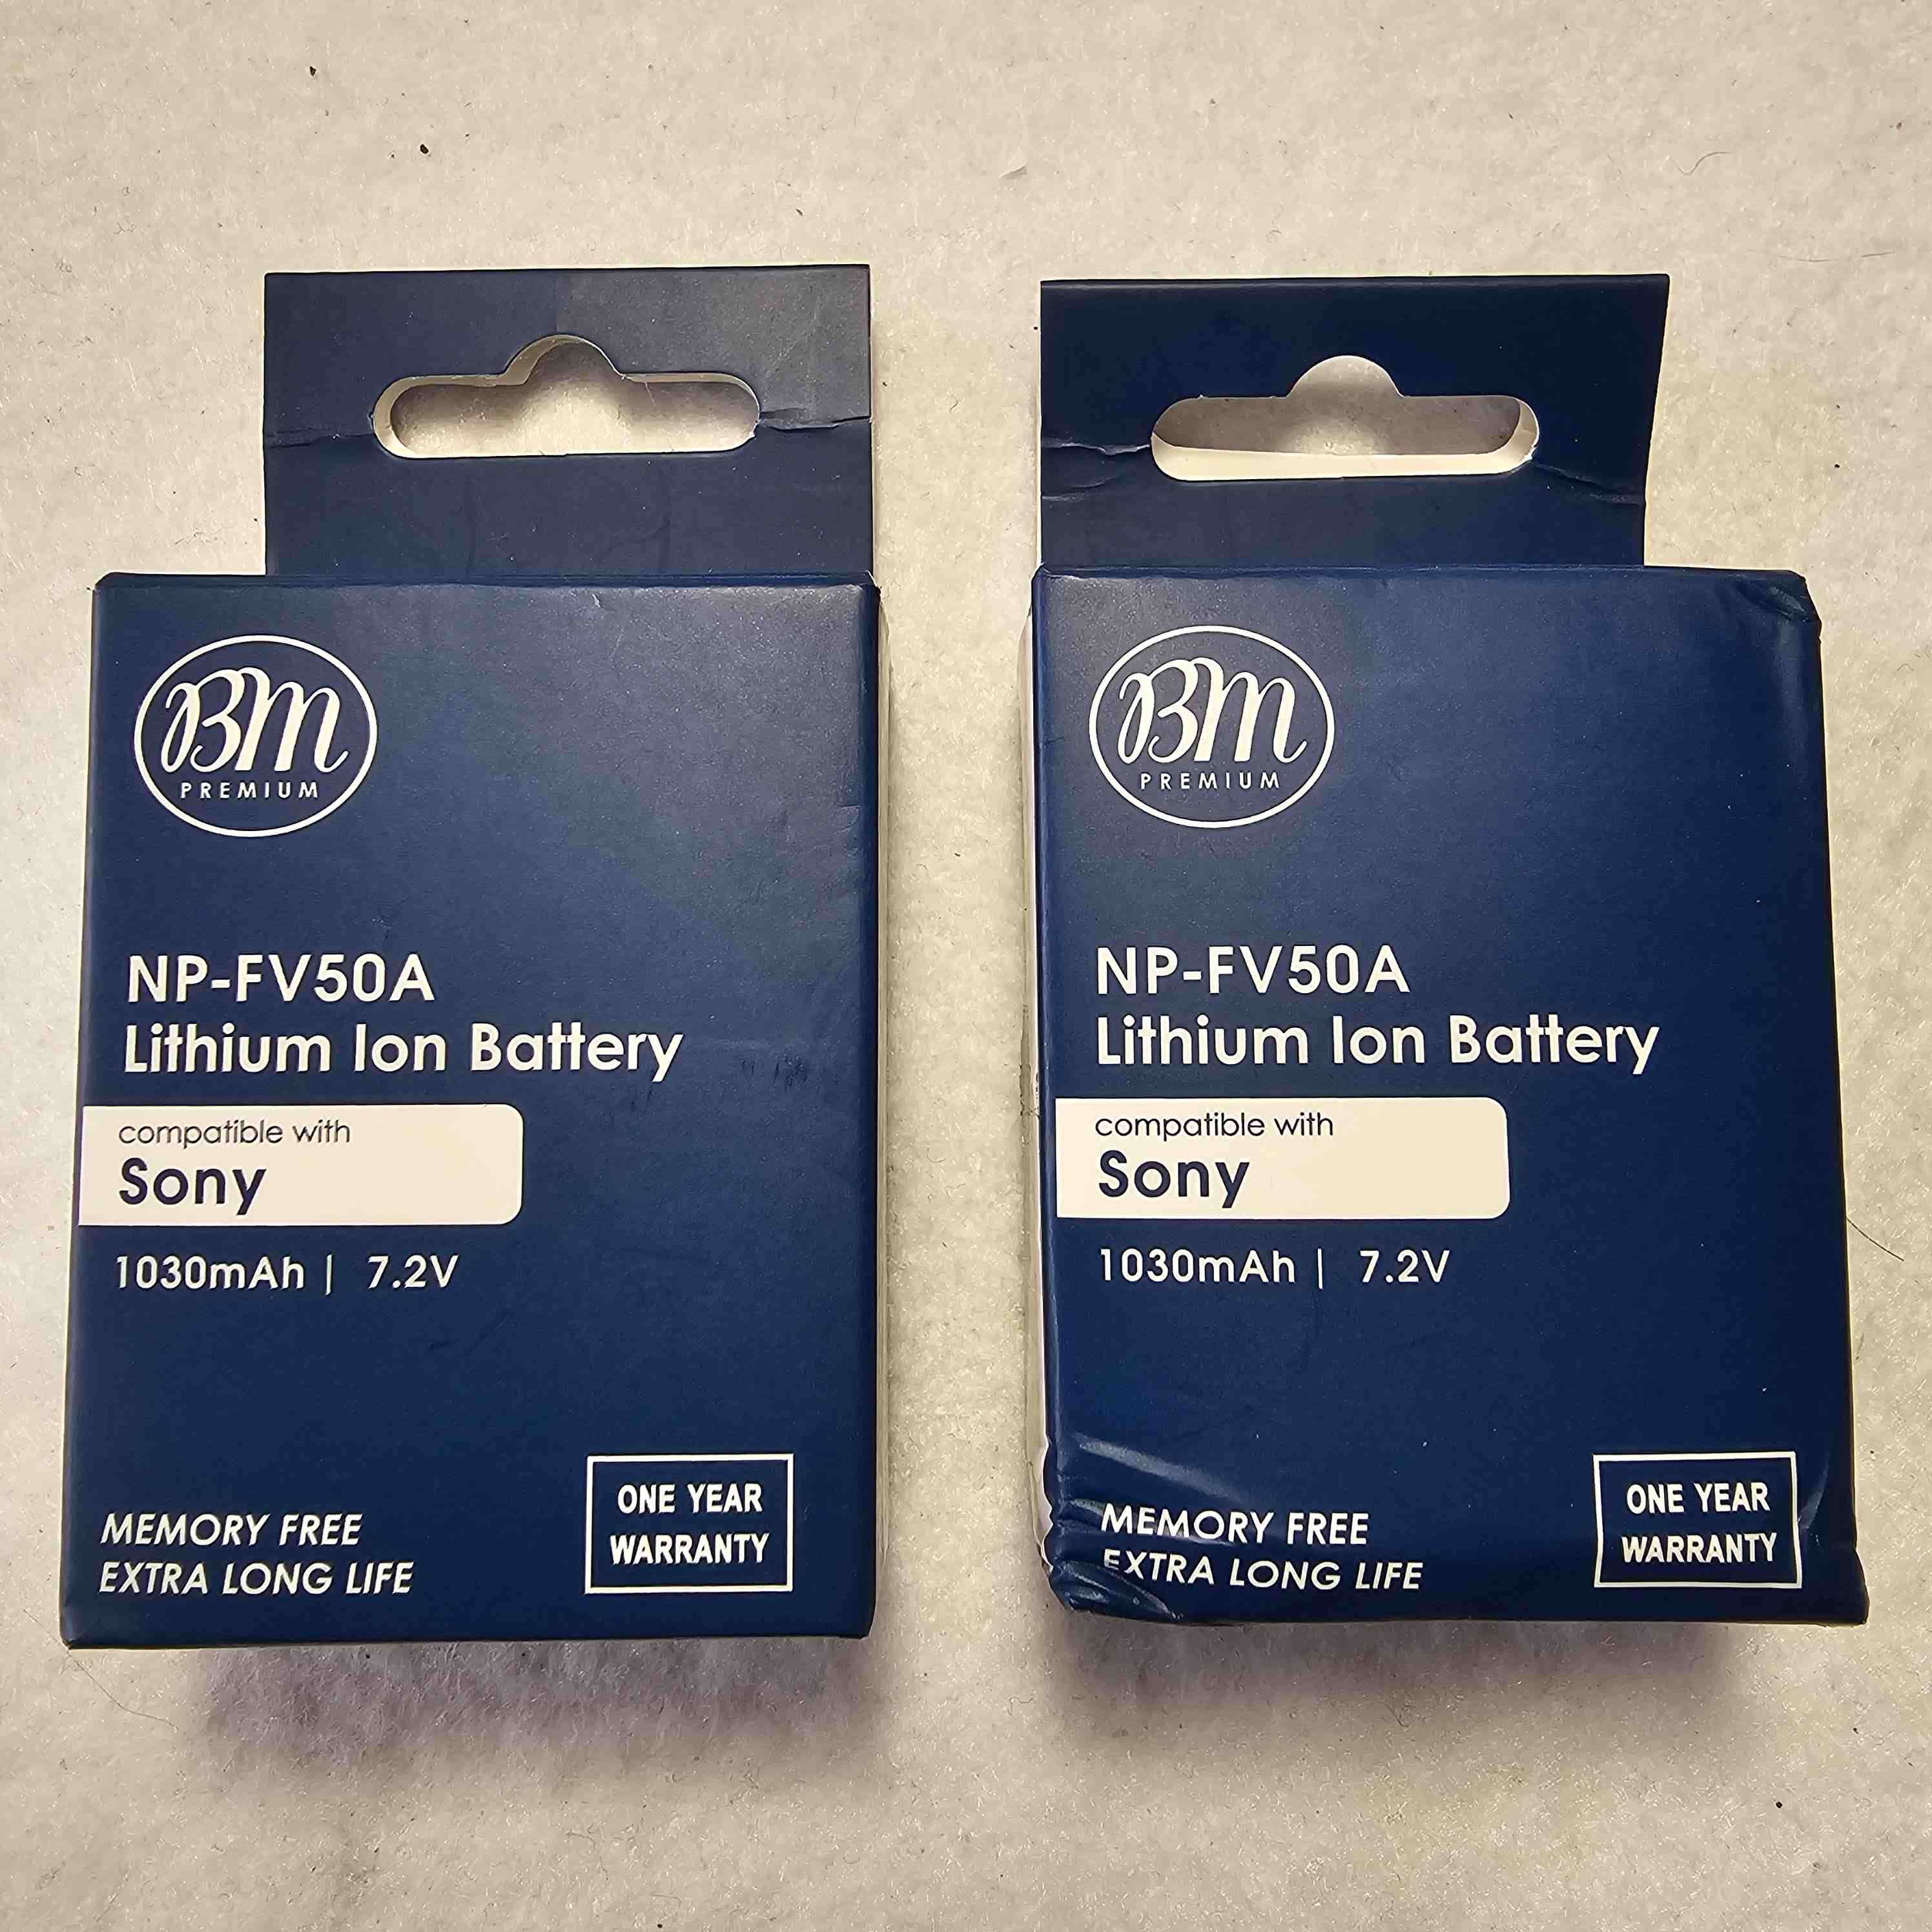 BM
PREMIUM
NP-FV50A
Lithium Ion Battery
compatible with
Sony
1030mAh | 7.2V
MEMORY FREE
EXTRA LONG LIFE
ONE YEAR
WARRANTY
BM
PREMIUM
NP-FV50A
Lithium Ion Battery
compatible with
Sony
1030mAh | 7.2V
MEMORY FREE
EXTRA LONG LIFE
ONE YEAR
WARRANTY